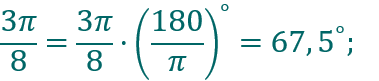 3π/8 = 3π/8 · (180/π)° = 67,5°;